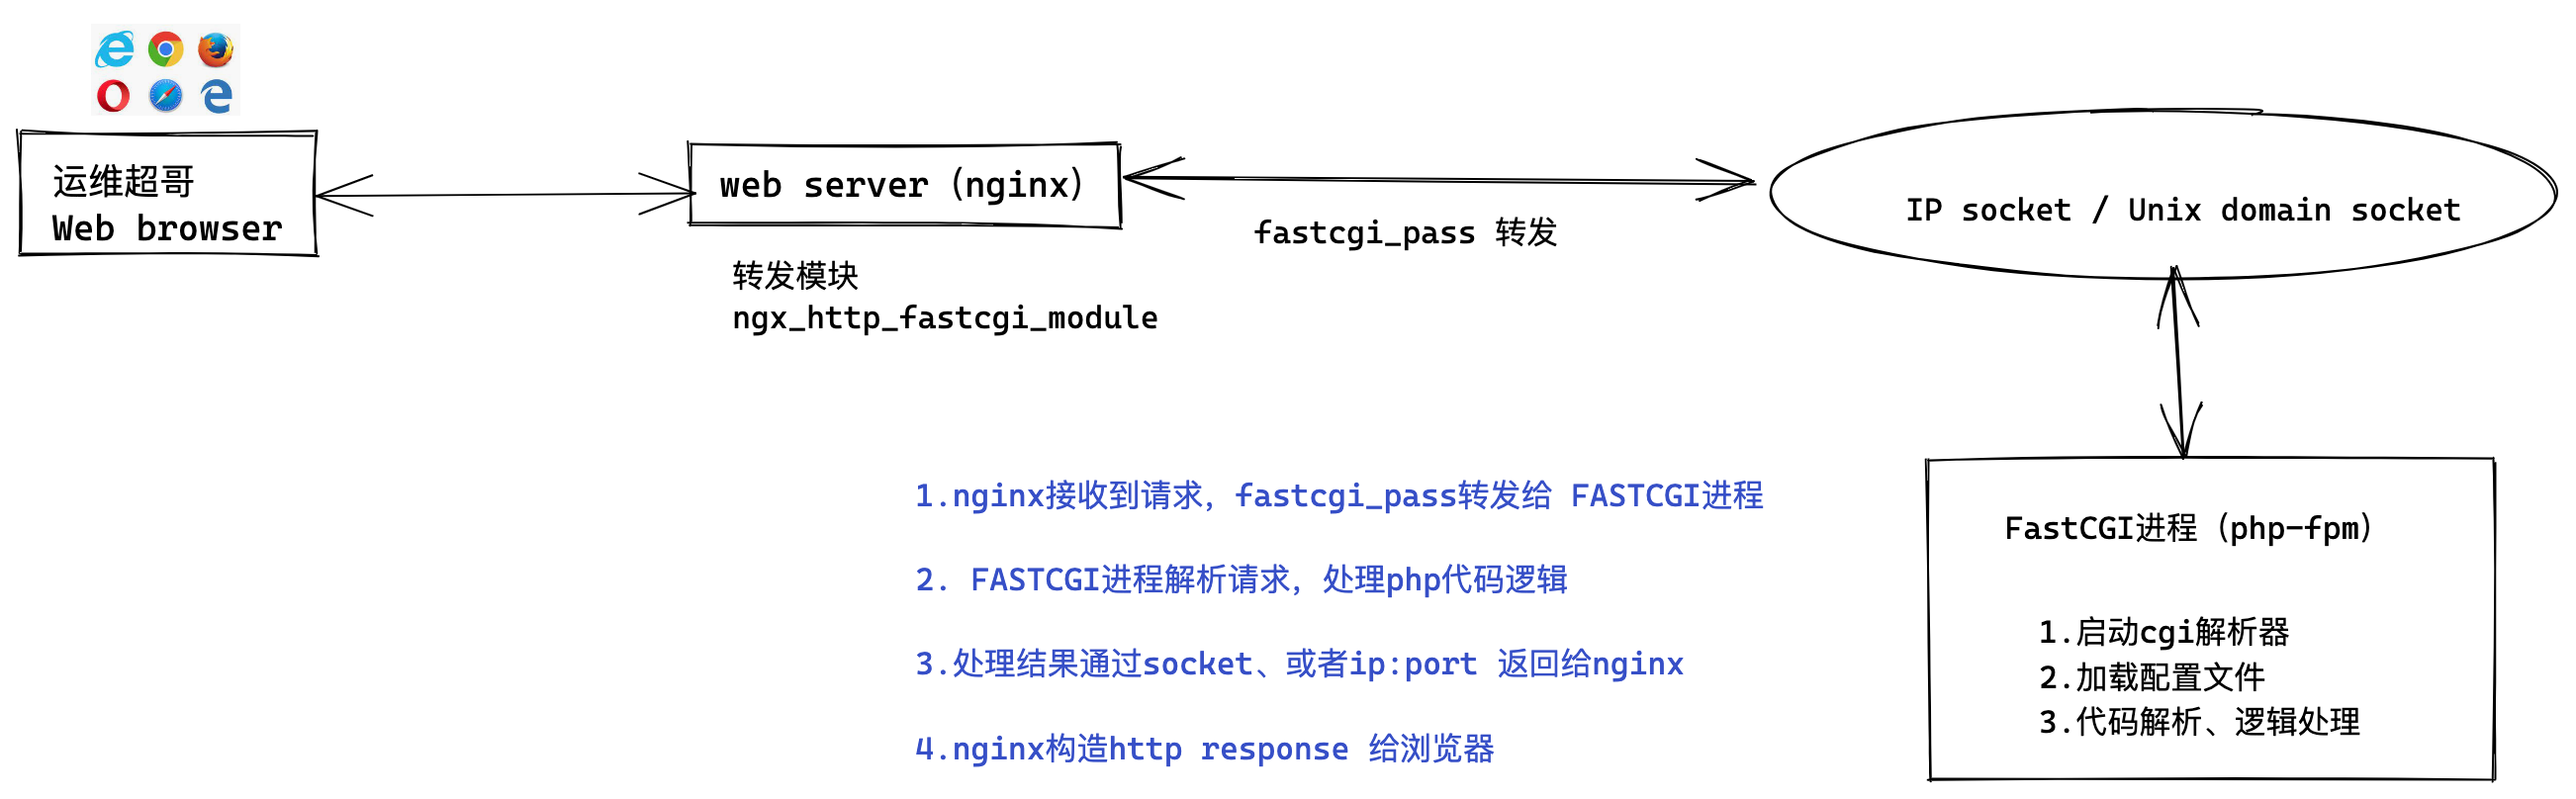 运维超哥
Web browser
web server（nginx）
转发模块
ngx_http_fastcgi_module
fastcgi_pass 转发
IP socket / Unix domain socket
1.nginx接收到请求，fastcgi_pass转发给 FASTCGI进程
2. FASTCGI进程解析请求，处理php代码逻辑
3.处理结果通过socket、或者ip:port 返回给nginx
4.nginx构造http response 给浏览器
FastCGI进程（php-fpm）
1.启动cgi解析器
2.加载配置文件
3.代码解析、逻辑处理